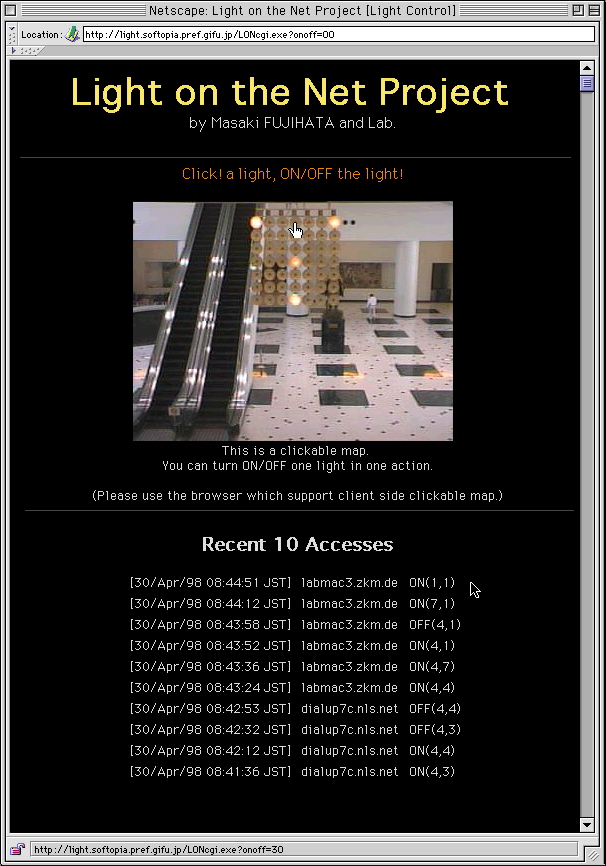 Netscape: Light on the Net Project [Light Control]
Location: http://light.softopia.pref.gifu.jp/LONcgi.exe?onoff=00
Light on the Net Project
by Masaki FUJIHATA and Lab.
Click! a light, ON/OFF the light!
This is a clickable map.
You can turn ON/OFF one light in one action.
(Please use the browser which support client side clickable map.)
Recent 10 Accesses
[30/Apr/98 08:44:51 JST] labmac3.zkm.de ON(1,1)
[30/Apr/98 08:44:12 JST] labmac3.zkm.de ON(7,1)
[30/Apr/98 08:43:58 JST] labmac3.zkm.de OFF(4,1)
[30/Apr/98 08:43:52 JST] labmac3.zkm.de ON(4,1)
[30/Apr/98 08:43:36 JST] labmac3.zkm.de ON(4,7)
[30/Apr/98 08:43:24 JST] labmac3.zkm.de ON(4,4)
[30/Apr/98 08:42:53 JST] dialup7c.nls.net OFF(4,4)
[30/Apr/98 08:42:32 JST] dialup7c.nls.net OFF(4,3)
[30/Apr/98 08:42:12 JST] dialup7c.nls.net ON(4,4)
[30/Apr/98 08:41:36 JST] dialup7c.nls.net ON(4,3)
http://light.softopia.pref.gifu.jp/LONcgi.exe?onoff=30